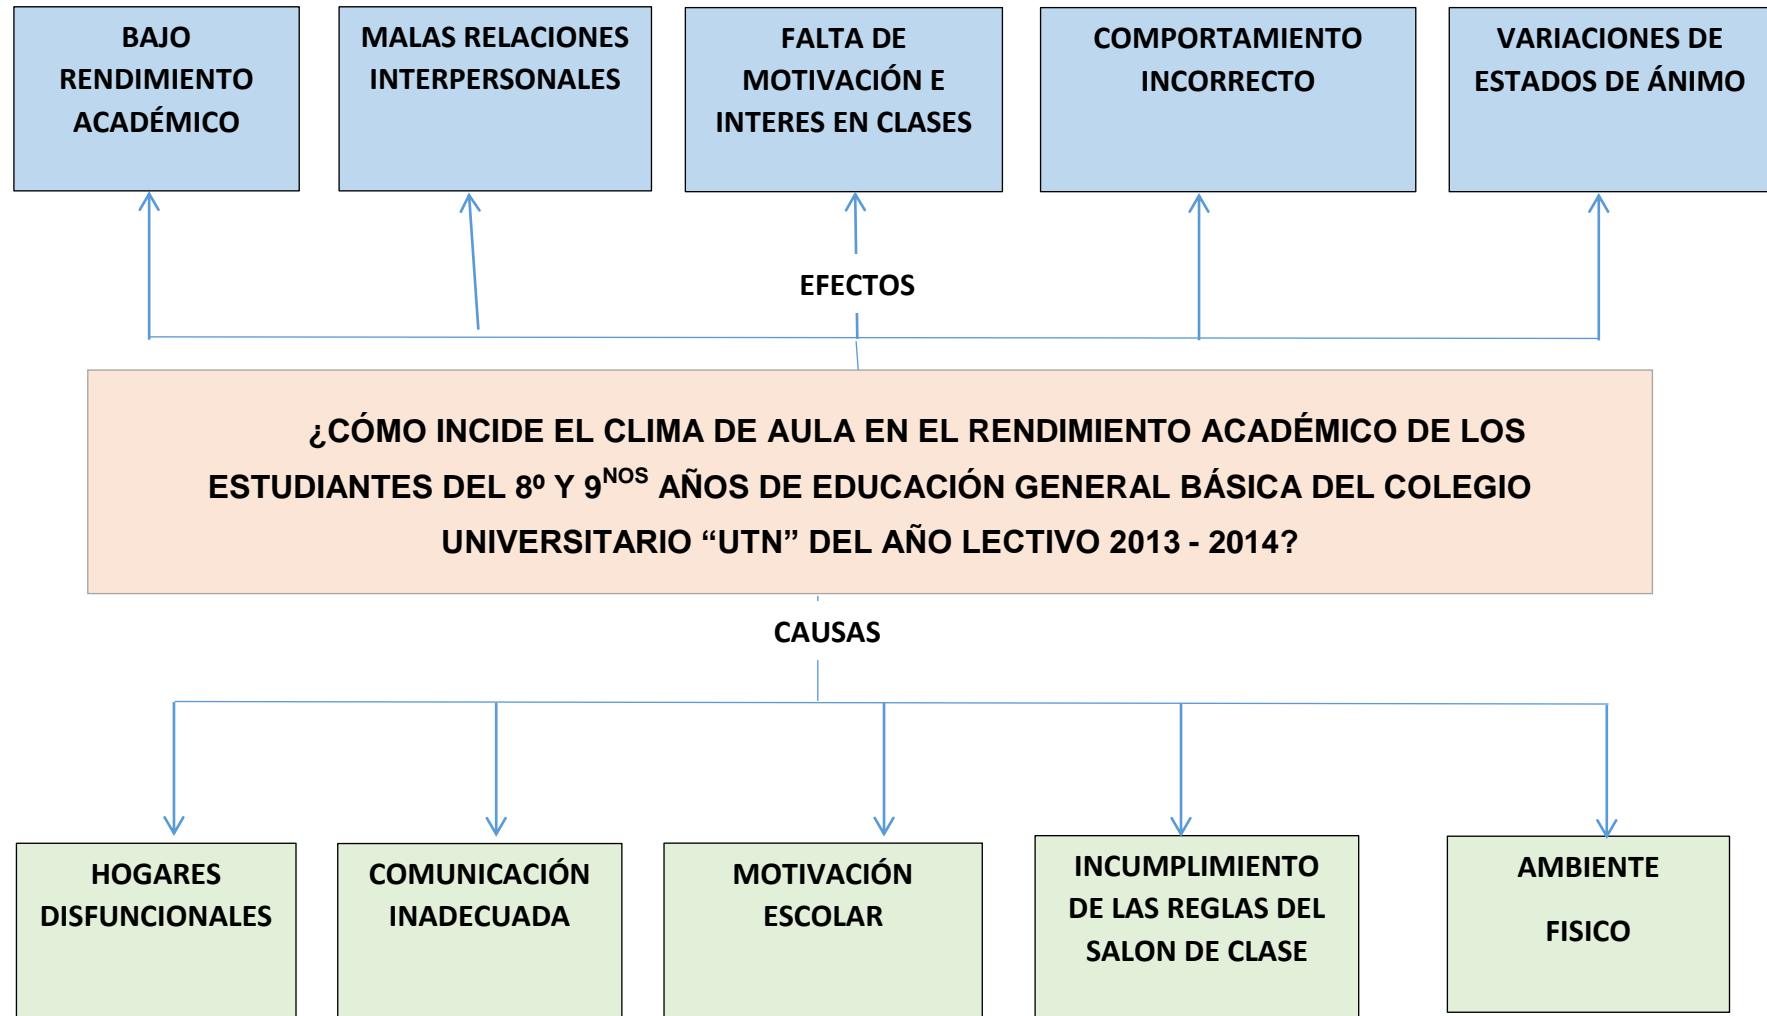 BAJO
RENDIMIENTO
ACADÉMICO
MALAS RELACIONES
INTERPERSONALES
FALTA DE
MOTIVACIÓN E
INTERES EN CLASES
COMPORTAMIENTO
INCORRECTO
VARIACIONES DE
ESTADOS DE ÁNIMO
EFECTOS
¿CÓMO INCIDE EL CLIMA DE AULA EN EL RENDIMIENTO ACADÉMICO DE LOS
ESTUDIANTES DEL 8º Y 9NOS AÑOS DE EDUCACIÓN GENERAL BÁSICA DEL COLEGIO
UNIVERSITARIO “UTN” DEL AÑO LECTIVO 2013 - 2014?
CAUSAS
HOGARES
DISFUNCIONALES
COMUNICACIÓN
INADECUADA
MOTIVACIÓN
ESCOLAR
INCUMPLIMIENTO
DE LAS REGLAS DEL
SALON DE CLASE
AMBIENTE
FISICO